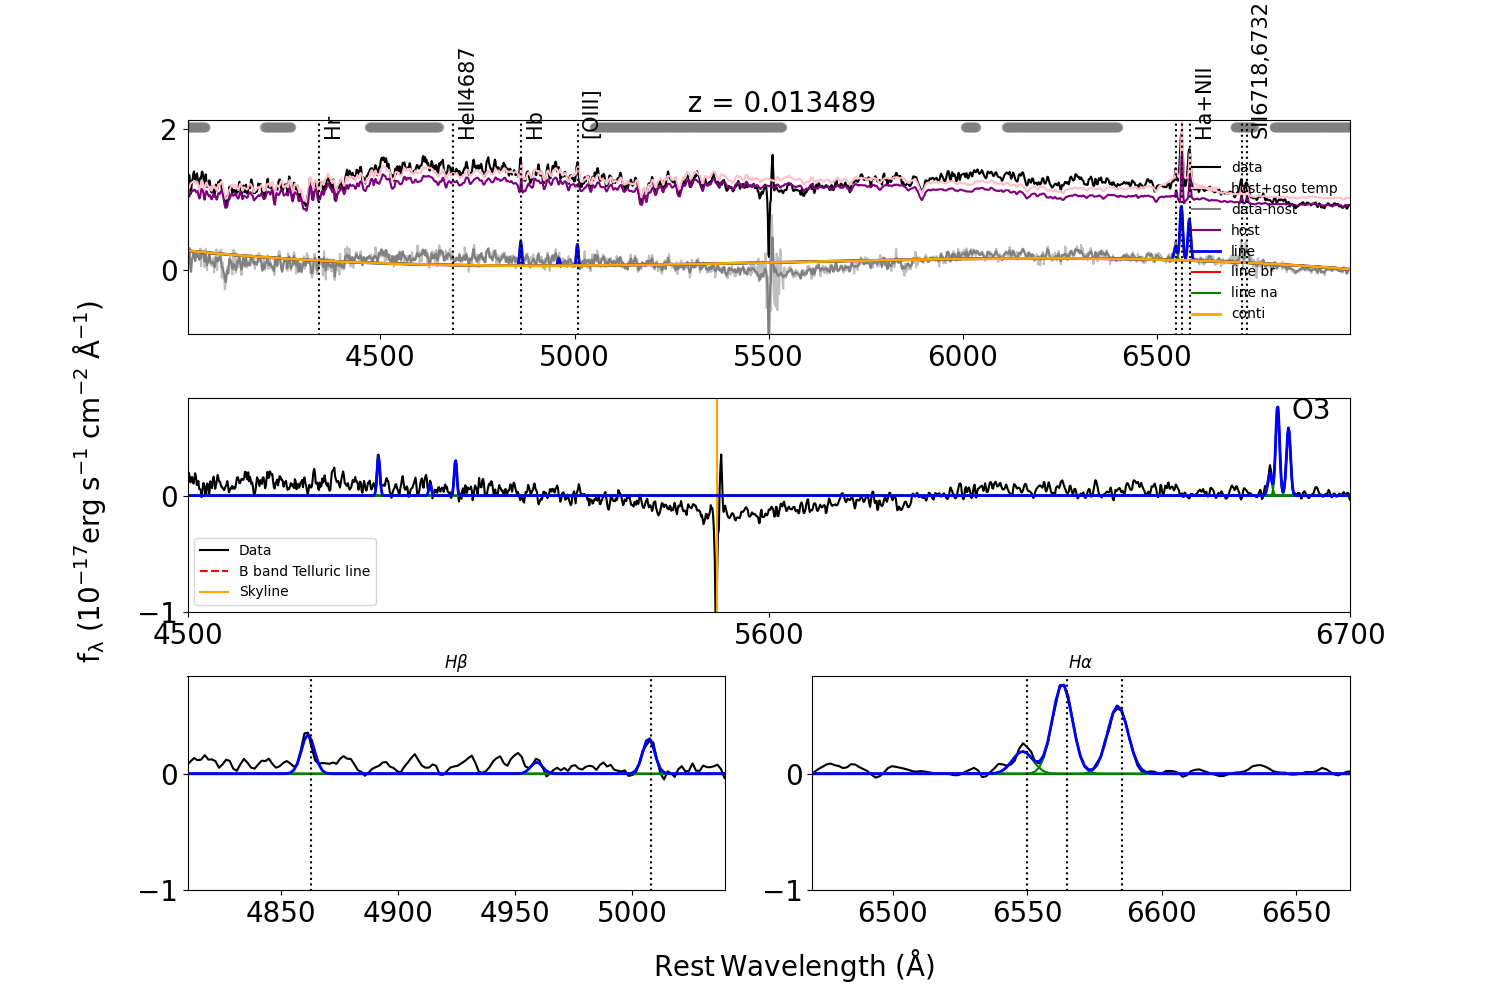 z = 0.013489
Hr
HeII4687
Hb
[OIII]
Ha+NII
SII6718,6732
2
0
data
host+qso temp
data-host
host
line
line br
line na
conti
4500 5000 5500 6000 6500
O3
0
−1
Data
B band Telluric line
Skyline
4500 5600 6700
fλ (10−17erg s−1 cm−2 Å−1)
Hβ
0
−1
4850 4900 4950 5000
Hα
0
−1
6500 6550 6600 6650
Rest Wavelength (Å)